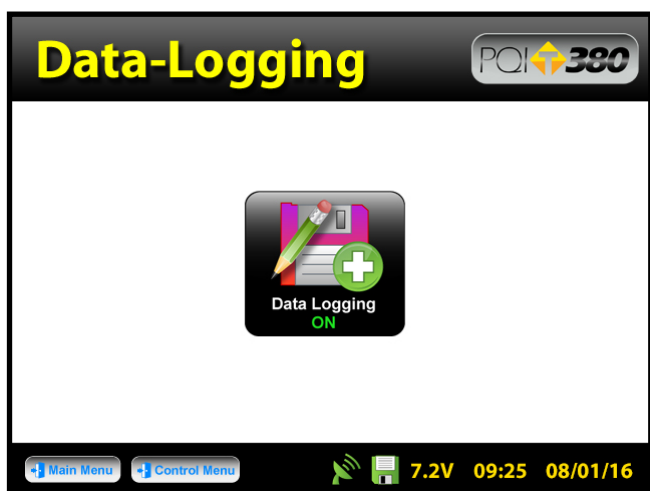 Data-Logging
PQI T 380
Data Logging
ON
Main Menu
Control Menu
7.2V 09:25 08/01/16